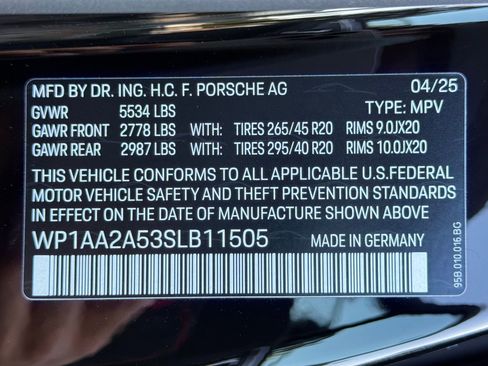 MFD BY DR. ING. H.C. F. PORSCHE AG 04/25
GVWR 5534 LBS TYPE: MPV
GAWR FRONT 2778 LBS WITH: TIRES 265/45 R20 RIMS 9.0JX20
GAWR REAR 2987 LBS WITH: TIRES 295/40 R20 RIMS 10.0JX20
THIS VEHICLE CONFORMS TO ALL APPLICABLE U.S.FEDERAL
MOTOR VEHICLE SAFETY AND THEFT PREVENTION STANDARDS
IN EFFECT ON THE DATE OF MANUFACTURE SHOWN ABOVE
WP1AA2A53SLB11505 MADE IN GERMANY
95B.010.016.BG